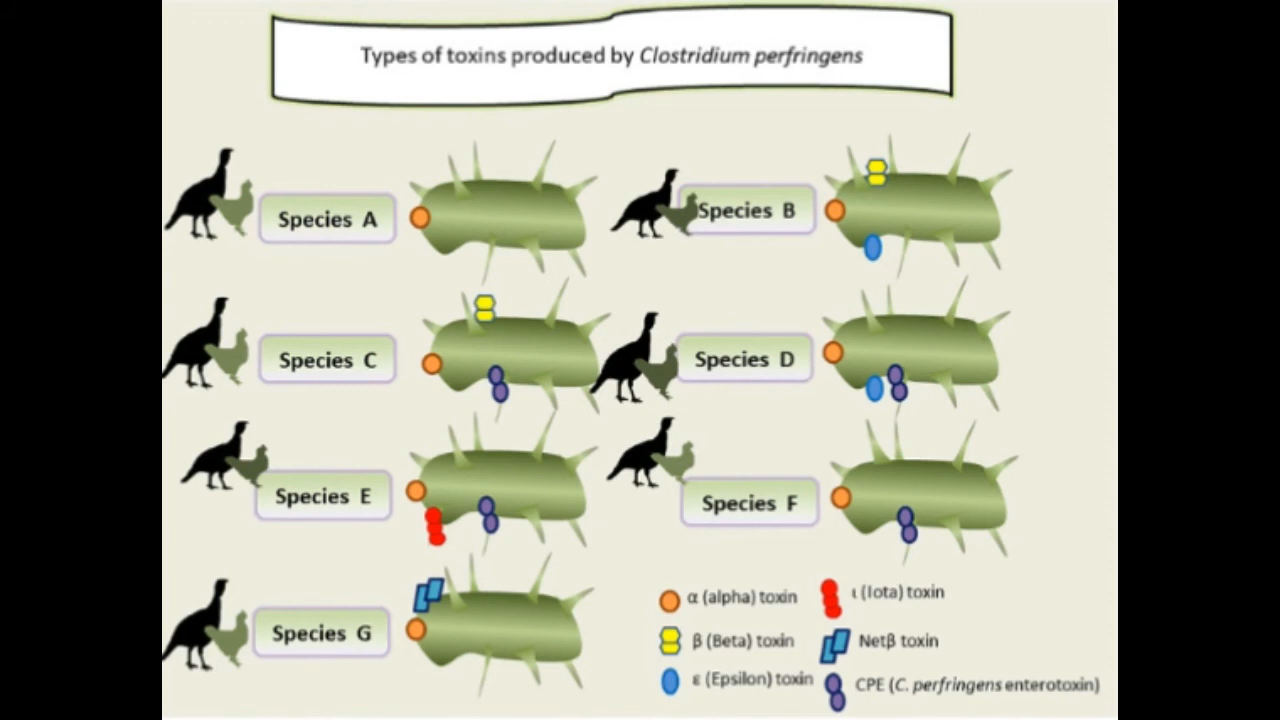 Types of toxins produced by Clostridium perfringens
Species A
Species B
Species C
Species D
Species E
Species F
Species G
α (alpha) toxin
ι (Iota) toxin
β (Beta) toxin
Netβ toxin
ε (Epsilon) toxin
CPE (C. perfringens enterotoxin)